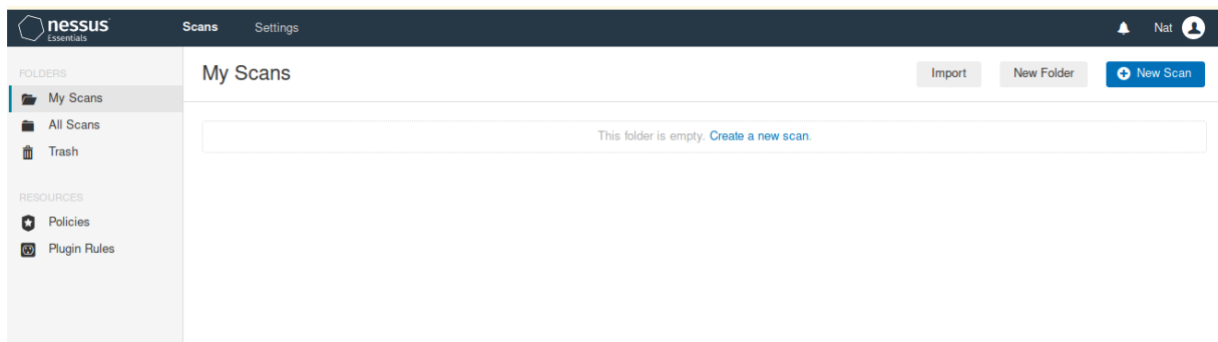 nessus
Essentials
Scans
Settings
Nat
FOLDERS
My Scans
All Scans
Trash
RESOURCES
Policies
Plugin Rules
My Scans
Import
New Folder
New Scan
This folder is empty. Create a new scan.